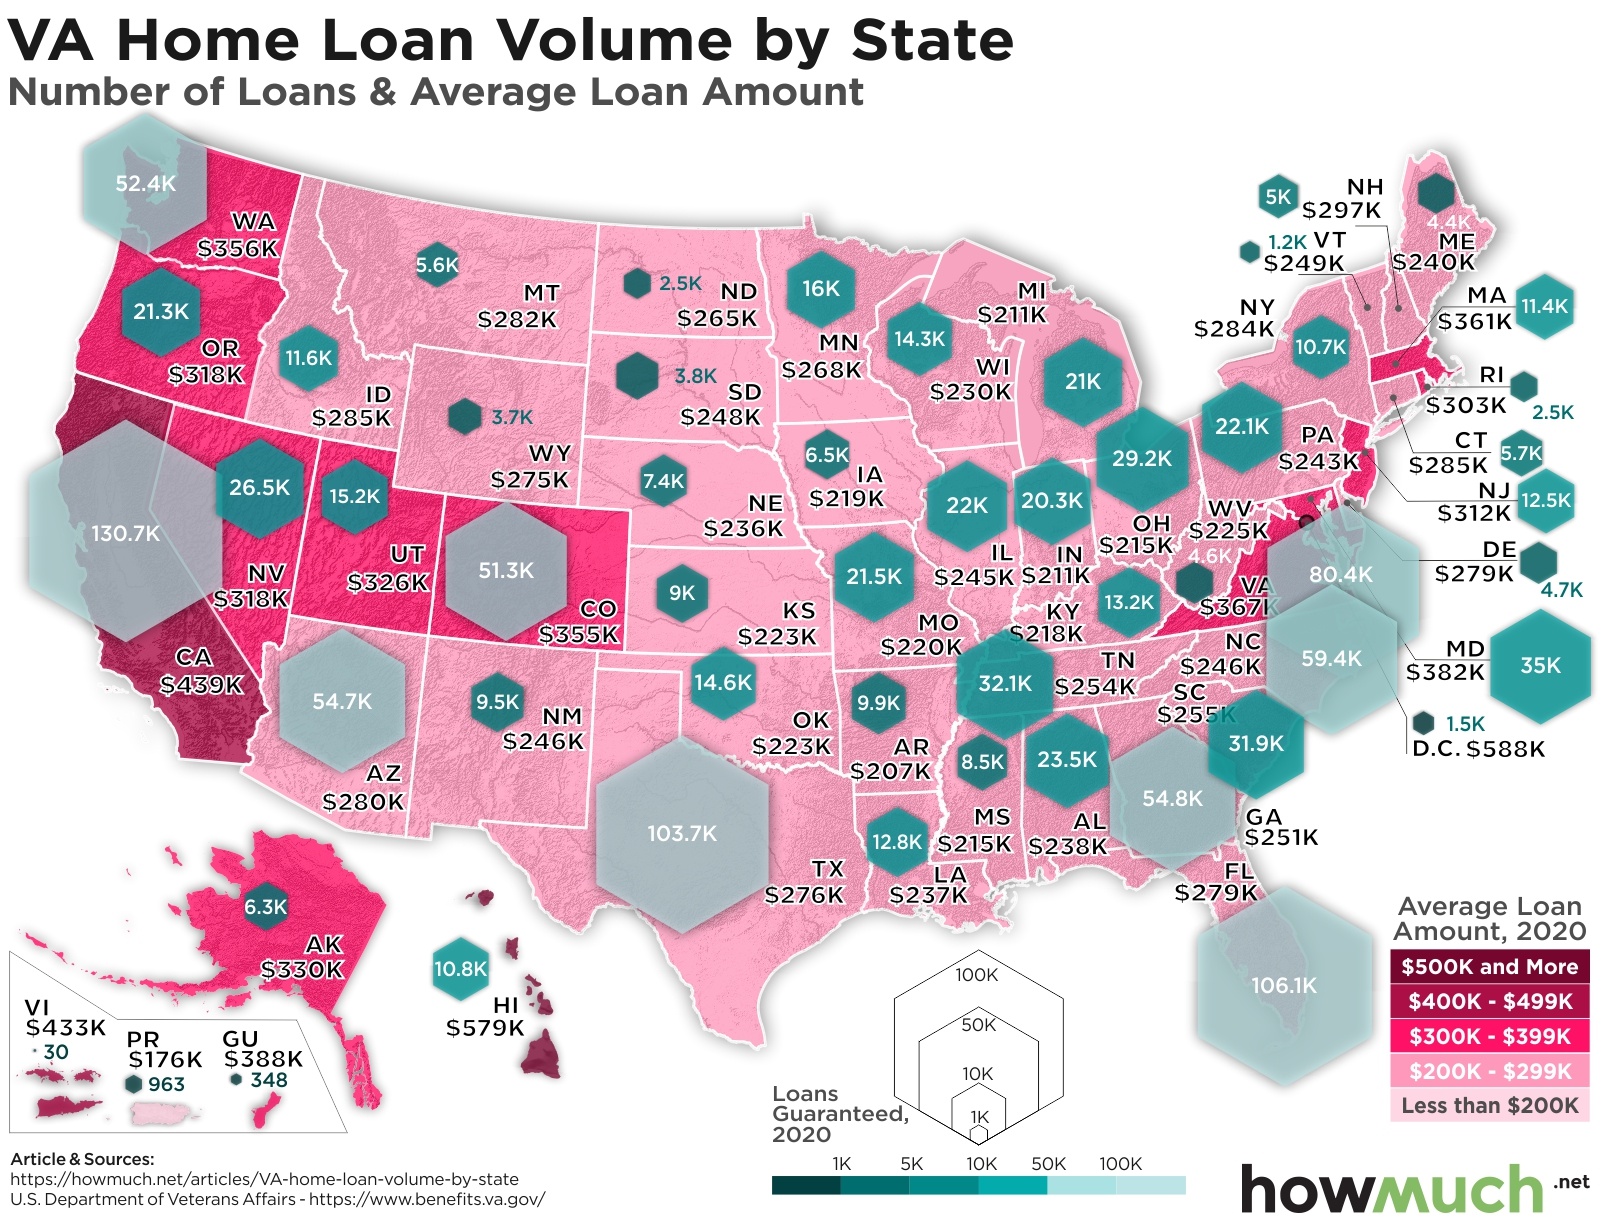 VA Home Loan Volume by State
Number of Loans & Average Loan Amount
52.4K
WA
$356K
21.3K
OR
$318K
11.6K
ID
$285K
5.6K
MT
$282K
2.5K
ND
$265K
3.8K
SD
$248K
3.7K
WY
$275K
16K
MN
$268K
14.3K
WI
$230K
MI
$211K
21K
5K
NH
$297K
1.2K VT
$249K
4.4K
ME
$240K
NY
$284K
10.7K
MA
$361K
11.4K
RI
$303K
2.5K
CT
$285K
5.7K
NJ
$312K
12.5K
DE
$279K
4.7K
MD
$382K
35K
1.5K
D.C. $588K
22.1K
PA
$243K
130.7K
CA
$439K
26.5K
NV
$318K
15.2K
UT
$326K
51.3K
CO
$355K
7.4K
NE
$236K
6.5K
IA
$219K
22K
IL
$245K
20.3K
IN
$211K
29.2K
OH
$215K
WV
$225K
4.6K
VA
$367K
80.4K
9K
KS
$223K
21.5K
MO
$220K
13.2K
KY
$218K
59.4K
NC
$246K
32.1K
TN
$254K
SC
$255K
31.9K
54.7K
AZ
$280K
9.5K
NM
$246K
14.6K
OK
$223K
9.9K
AR
$207K
8.5K
MS
$215K
23.5K
AL
$238K
54.8K
GA
$251K
103.7K
TX
$276K
12.8K
LA
$237K
FL
$279K
106.1K
6.3K
AK
$330K
10.8K
HI
$579K
VI
$433K
30
PR
$176K
963
GU
$388K
348
Loans
Guaranteed,
2020
100K
50K
10K
1K
1K 5K 10K 50K 100K
Average Loan
Amount, 2020
$500K and More
$400K - $499K
$300K - $399K
$200K - $299K
Less than $200K
Article & Sources:
https://howmuch.net/articles/VA-home-loan-volume-by-state
U.S. Department of Veterans Affairs - https://www.benefits.va.gov/
howmuch.net